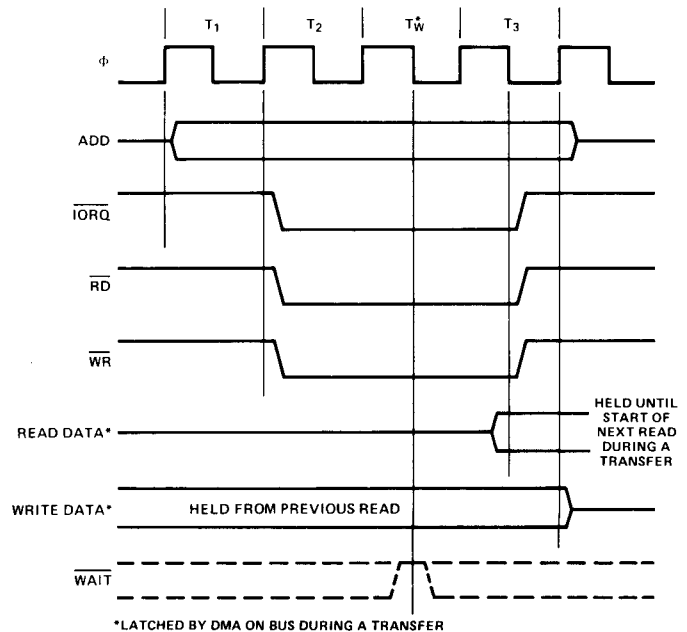 T1 T2 T*W T3
Φ
ADD
IORQ
RD
WR
READ DATA*
HELD UNTIL
START OF
NEXT READ
DURING A
TRANSFER
WRITE DATA*
HELD FROM PREVIOUS READ
WAIT
*LATCHED BY DMA ON BUS DURING A TRANSFER